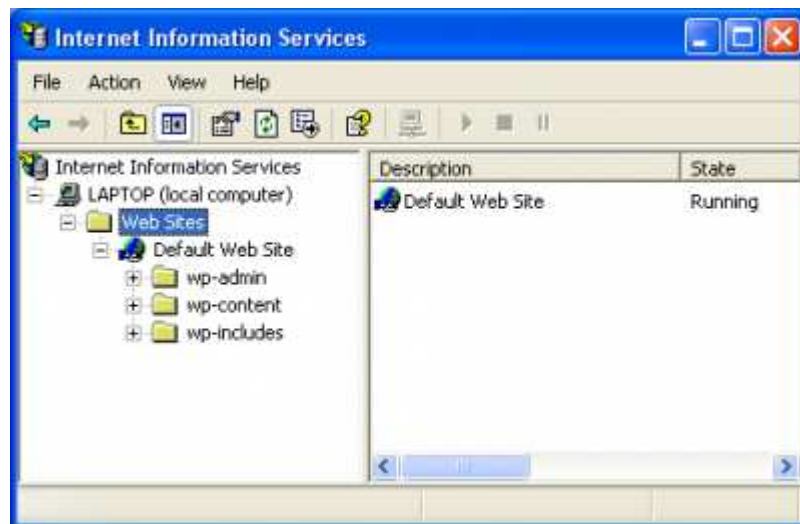 Internet Information Services
File Action View Help
Internet Information Services
LAPTOP (local computer)
Web Sites
Default Web Site
wp-admin
wp-content
wp-includes
Description State
Default Web Site Running